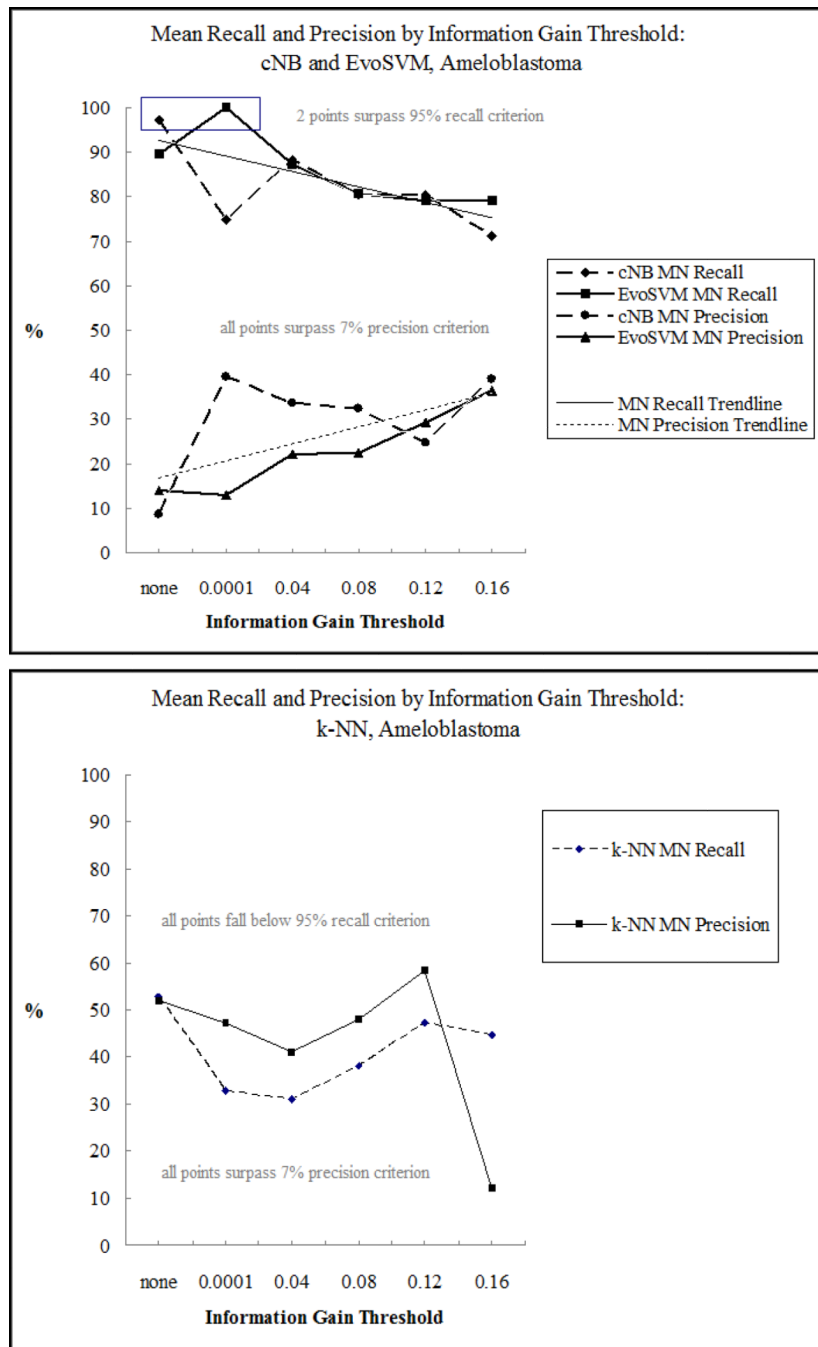 Mean Recall and Precision by Information Gain Threshold:
cNB and EvoSVM, Ameloblastoma
100
2 points surpass 95% recall criterion
90
80
70
60
cNB MN Recall
EvoSVM MN Recall
cNB MN Precision
EvoSVM MN Precision
MN Recall Trendline
MN Precision Trendline
%
50
all points surpass 7% precision criterion
40
30
20
10
0
none 0.0001 0.04 0.08 0.12 0.16
Information Gain Threshold
Mean Recall and Precision by Information Gain Threshold:
k-NN, Ameloblastoma
100
90
80
k-NN MN Recall
k-NN MN Precision
70
all points fall below 95% recall criterion
60
%
50
40
30
20
all points surpass 7% precision criterion
10
0
none 0.0001 0.04 0.08 0.12 0.16
Information Gain Threshold